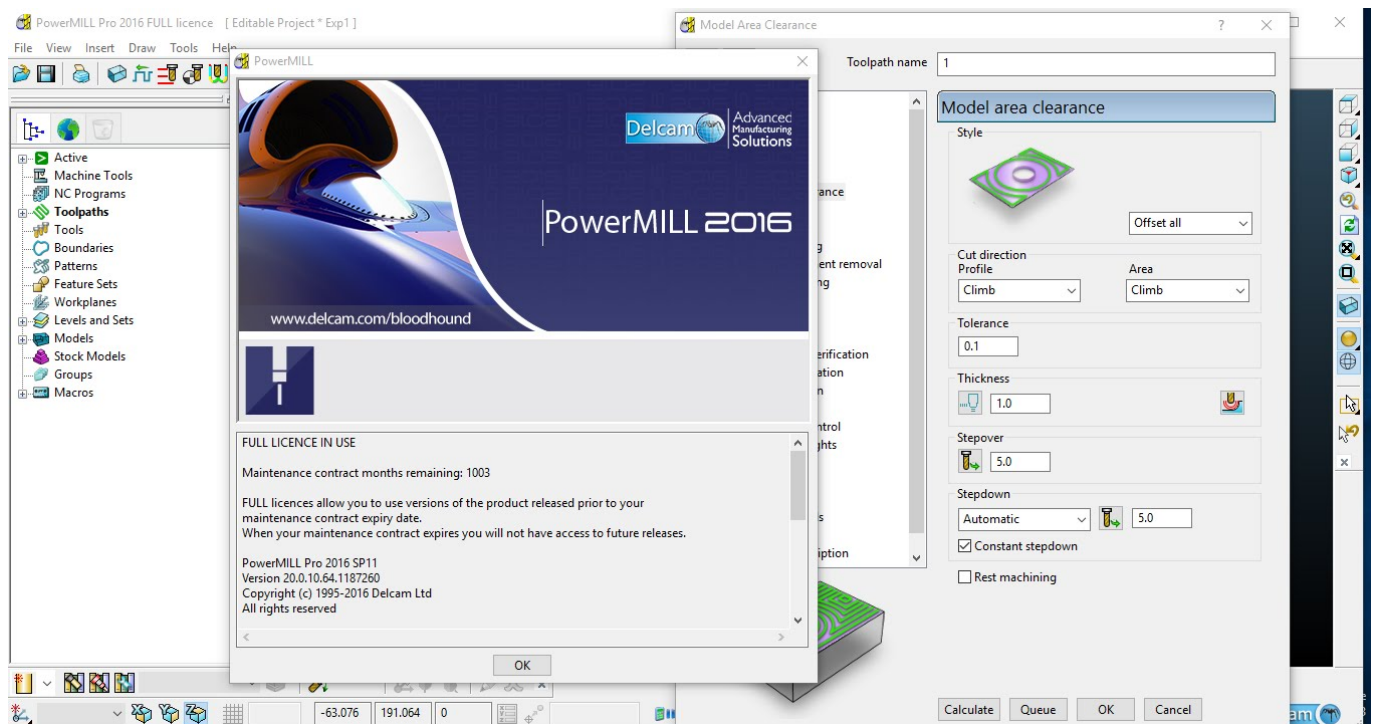 PowerMILL Pro 2016 FULL licence [ Editable Project * Exp1 ]
File View Insert Draw Tools Help
Active
Machine Tools
NC Programs
Toolpaths
Tools
Boundaries
Patterns
Feature Sets
Workplanes
Levels and Sets
Models
Stock Models
Groups
Macros
PowerMILL
Delcam
Advanced
Manufacturing
Solutions
PowerMILL 2016
www.delcam.com/bloodhound
FULL LICENCE IN USE
Maintenance contract months remaining: 1003
FULL licences allow you to use versions of the product released prior to your
maintenance contract expiry date.
When your maintenance contract expires you will not have access to future releases.
PowerMILL Pro 2016 SP11
Version 20.0.10.64.1187260
Copyright (c) 1995-2016 Delcam Ltd
All rights reserved
OK
Model Area Clearance
Toolpath name 1
Model area clearance
Style
Offset all
Cut direction
Profile Area
Climb Climb
Tolerance
0.1
Thickness
1.0
Stepover
5.0
Stepdown
Automatic 5.0
Constant stepdown
Rest machining
Calculate Queue OK Cancel
ent removal
-63.076 191.064 0